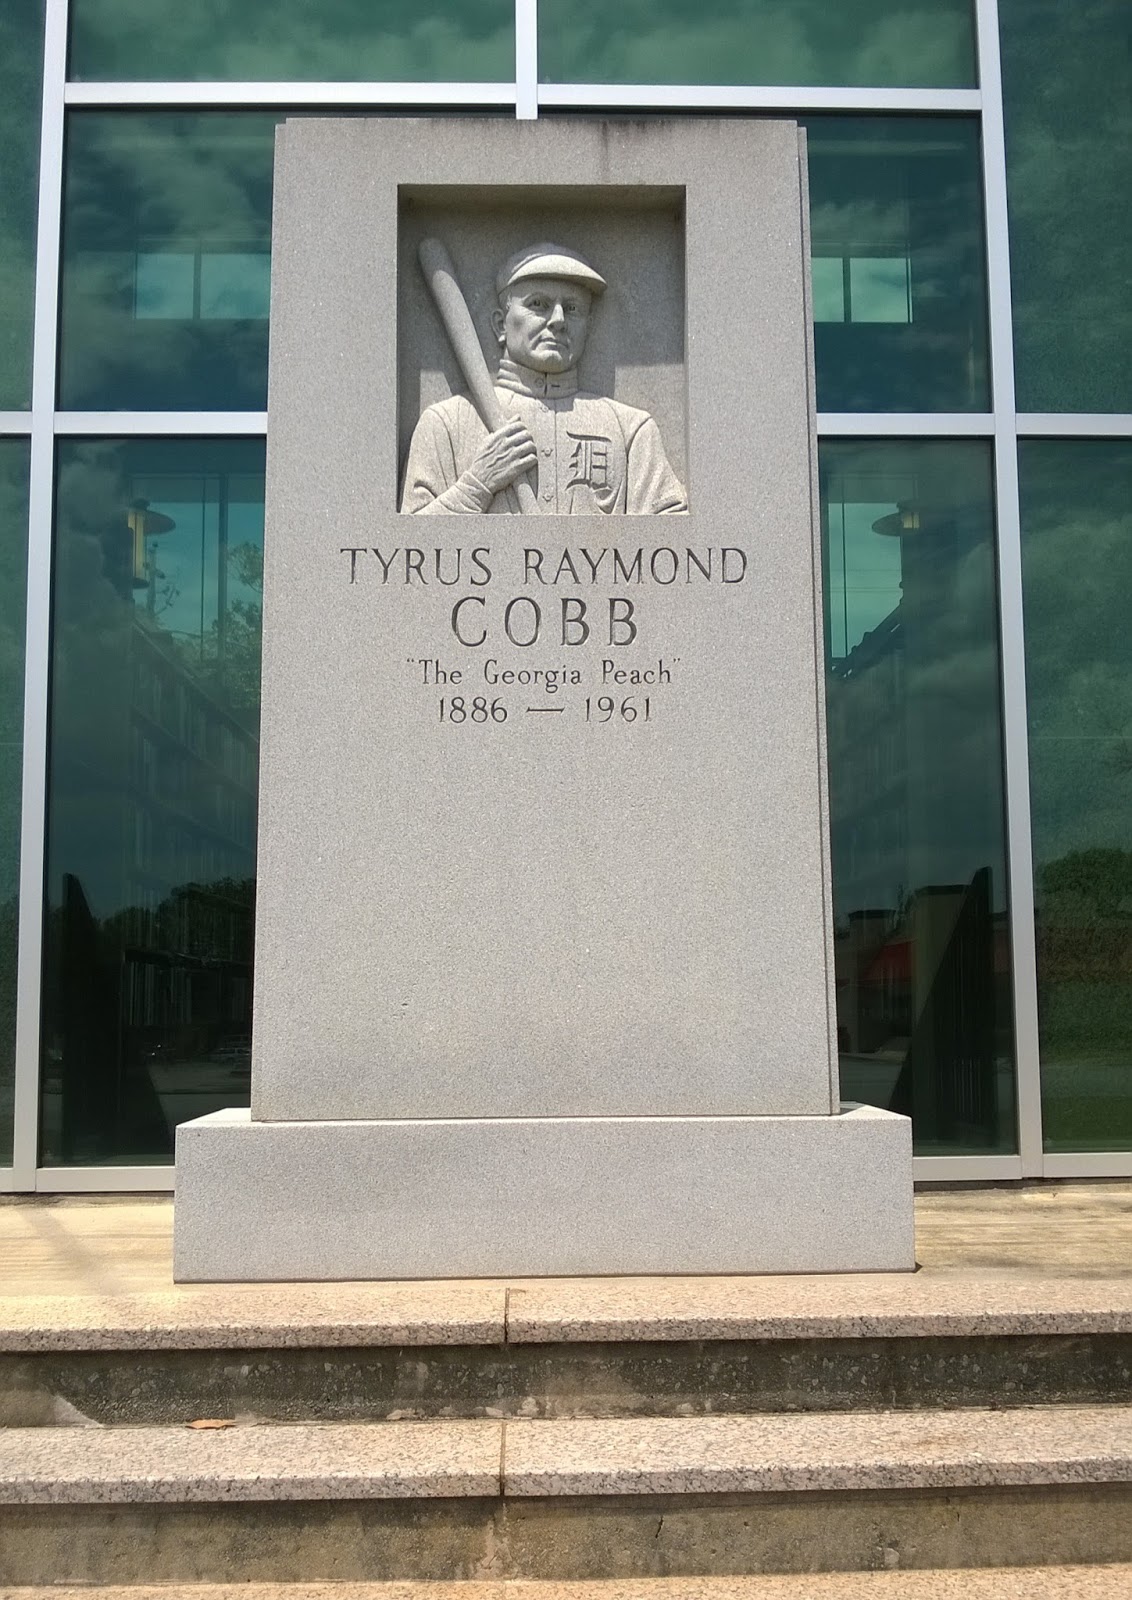 D
TYRUS RAYMOND
COBB
"The Georgia Peach"
1886 — 1961